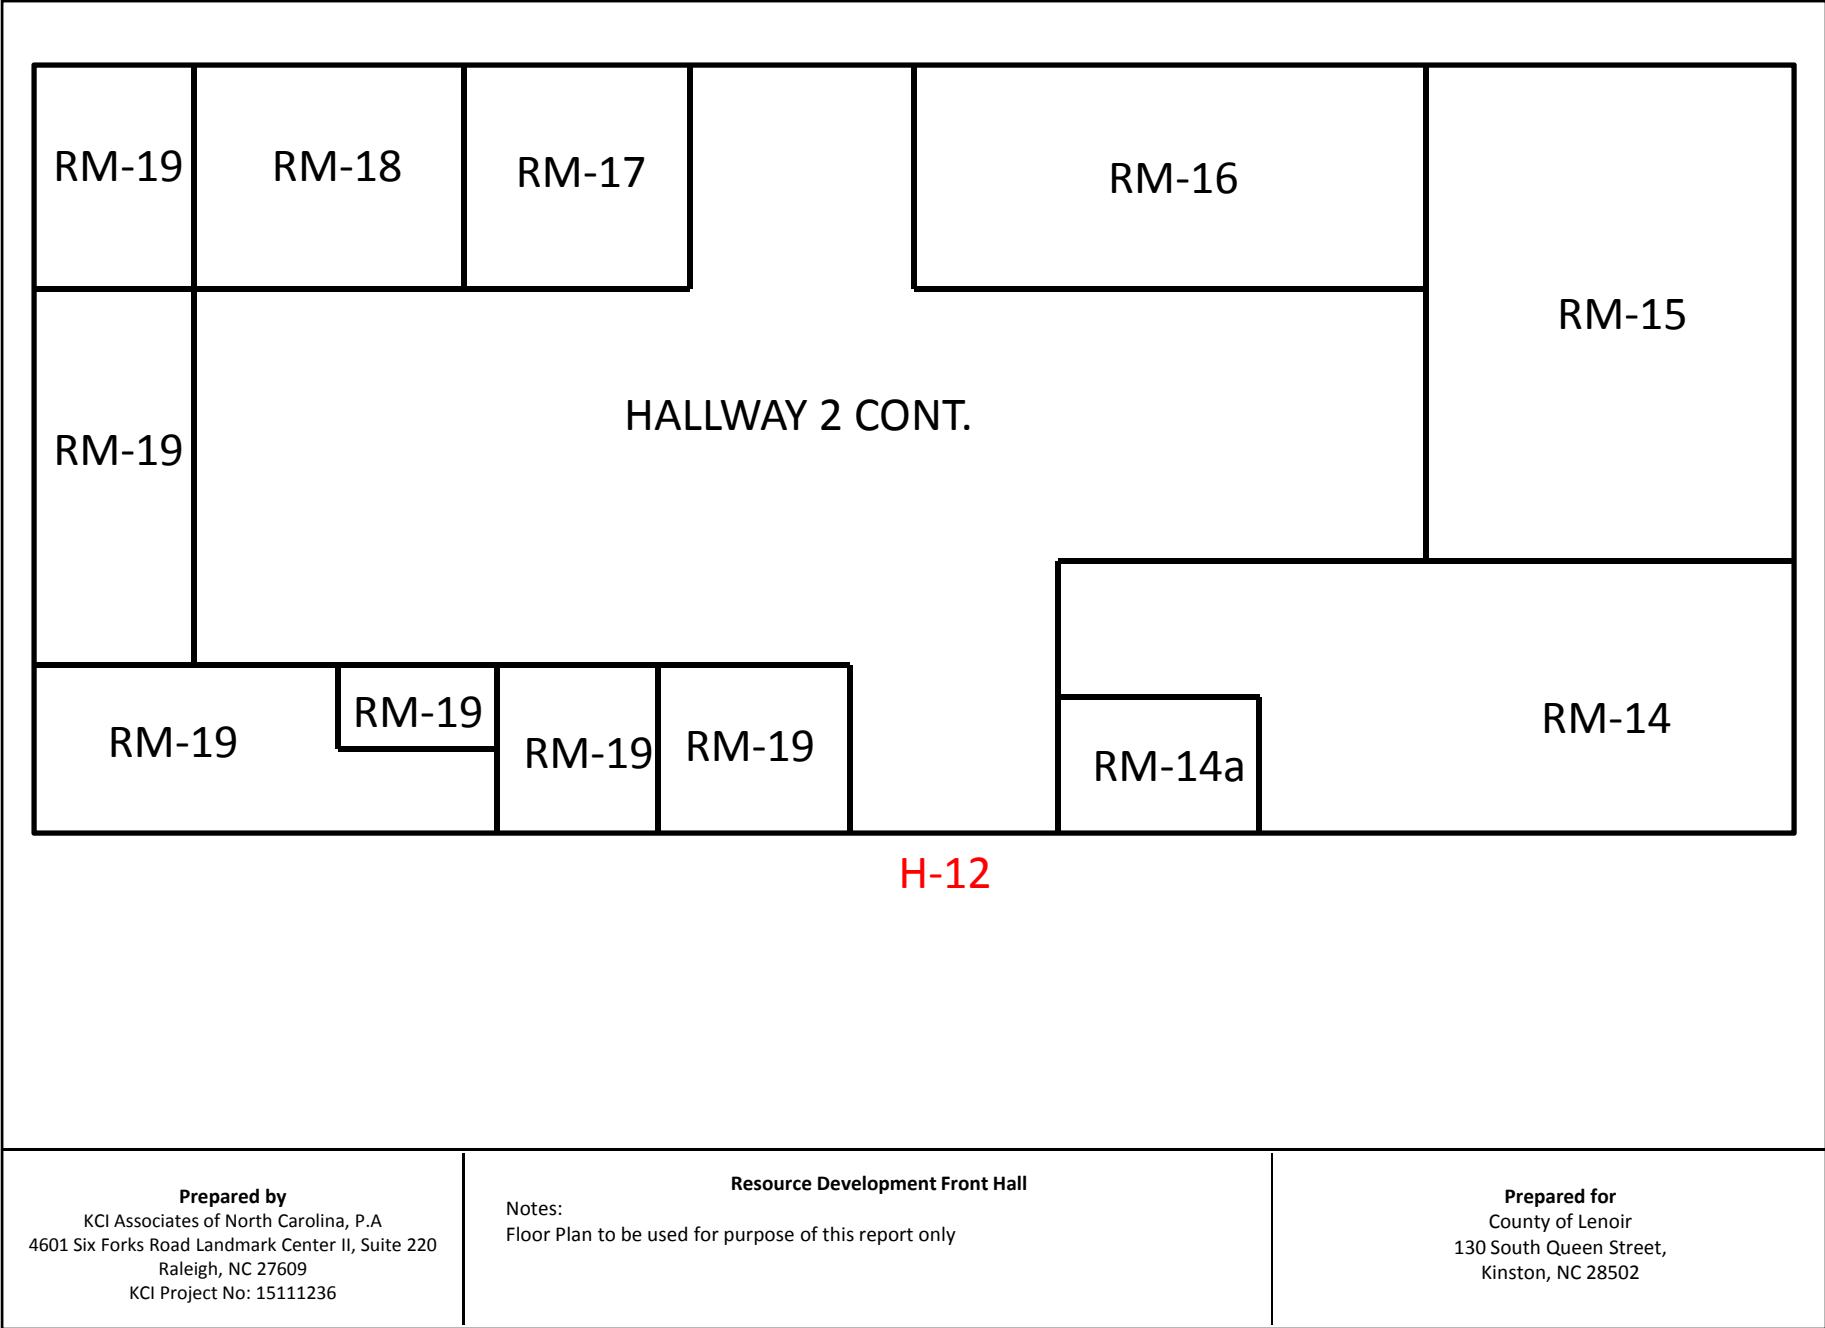 RM-19
RM-18
RM-17
RM-16
RM-15
HALLWAY 2 CONT.
RM-19
RM-19
RM-19
RM-19
RM-19
RM-14a
RM-14
H-12
Prepared by
KCI Associates of North Carolina, P.A
4601 Six Forks Road Landmark Center II, Suite 220
Raleigh, NC 27609
KCI Project No: 15111236
Resource Development Front Hall
Notes:
Floor Plan to be used for purpose of this report only
Prepared for
County of Lenoir
130 South Queen Street,
Kinston, NC 28502